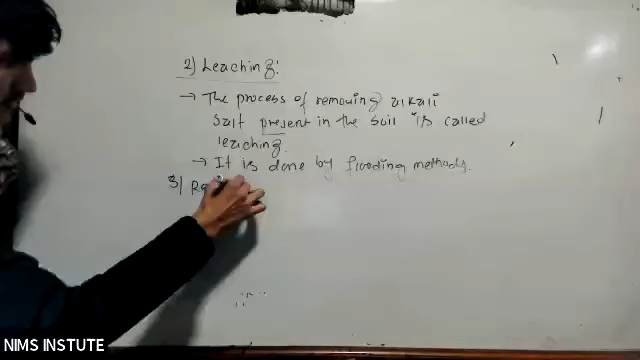 2) Leaching:
→ The process of removing alkali
salt present in the soil is called
leaching.
→ It is done by flooding methods.
3)
NIMS INSTUTE